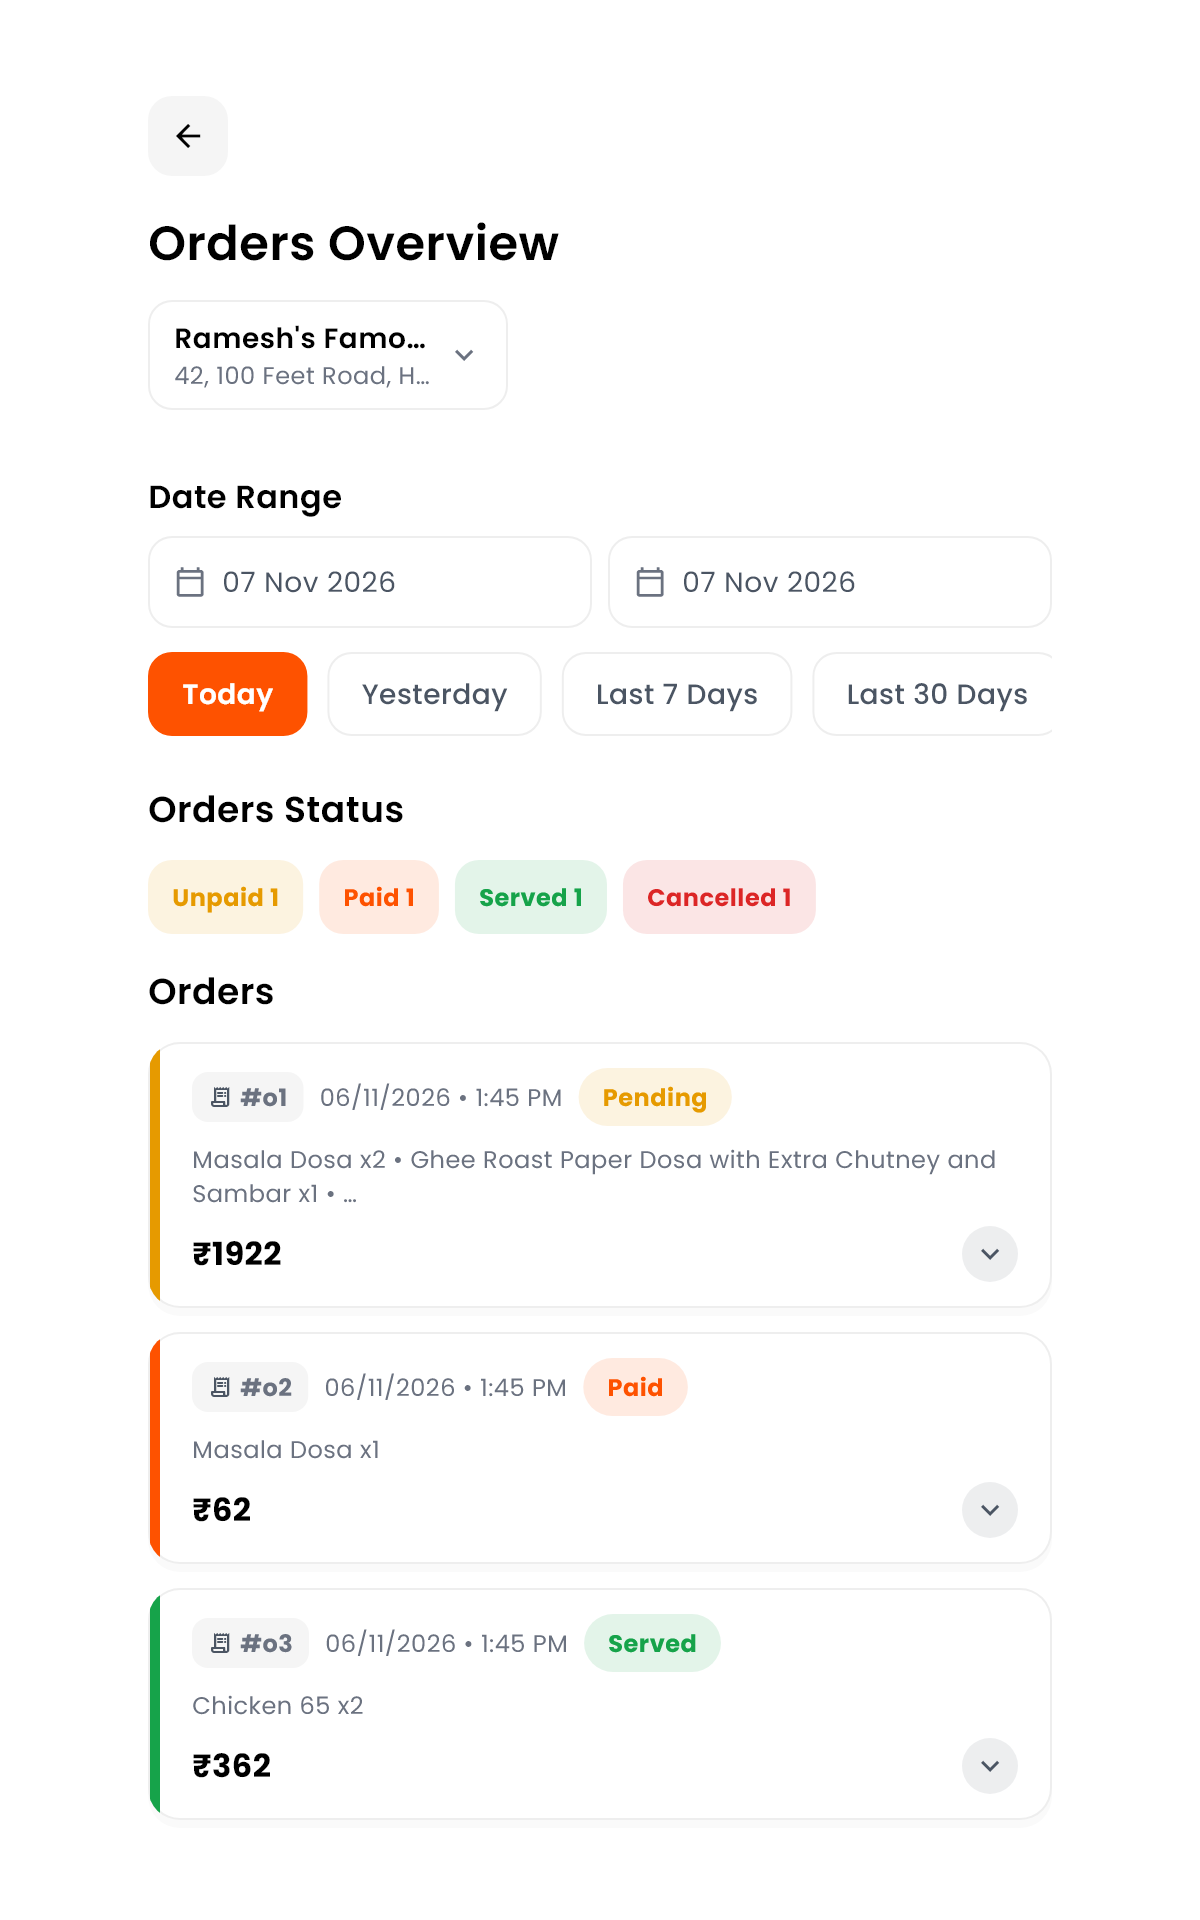 Orders Overview
Ramesh's Famo...
42, 100 Feet Road, H...
Date Range
07 Nov 2026
07 Nov 2026
Today
Yesterday
Last 7 Days
Last 30 Days
Orders Status
Unpaid 1
Paid 1
Served 1
Cancelled 1
Orders
#o1
06/11/2026 • 1:45 PM
Pending
Masala Dosa x2 • Ghee Roast Paper Dosa with Extra Chutney and
Sambar x1 • ...
₹1922
#o2
06/11/2026 • 1:45 PM
Paid
Masala Dosa x1
₹62
#o3
06/11/2026 • 1:45 PM
Served
Chicken 65 x2
₹362